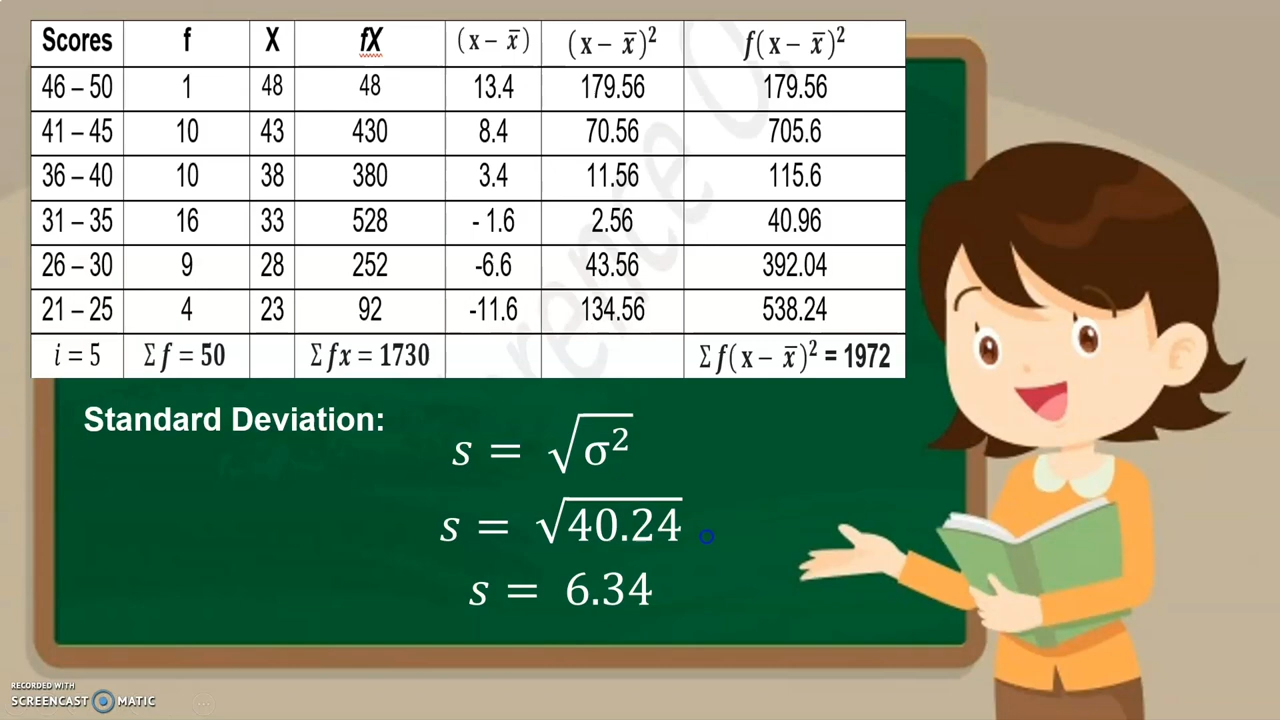 Scores f X fX (x – x̅) (x – x̅)² f(x – x̅)²
46 – 50 1 48 48 13.4 179.56 179.56
41 – 45 10 43 430 8.4 70.56 705.6
36 – 40 10 38 380 3.4 11.56 115.6
31 – 35 16 33 528 - 1.6 2.56 40.96
26 – 30 9 28 252 -6.6 43.56 392.04
21 – 25 4 23 92 -11.6 134.56 538.24
i = 5 Σ f = 50 Σ fx = 1730 Σ f(x – x̅)² = 1972
Standard Deviation:
s = √σ²
s = √40.24
s = 6.34
RECORDED WITH
SCREENCAST MATIC